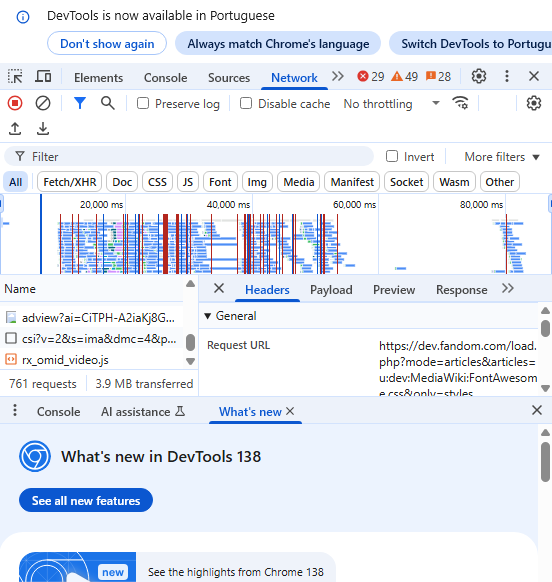 DevTools is now available in Portuguese
Don't show again
Always match Chrome's language
Switch DevTools to Portugu
Elements
Console
Sources
Network
29
49
28
Preserve log
Disable cache
No throttling
Filter
Invert
More filters
All
Fetch/XHR
Doc
CSS
JS
Font
Img
Media
Manifest
Socket
Wasm
Other
20,000 ms
40,000 ms
60,000 ms
80,000 ms
Name
adview?ai=CiTPH-A2iaKj8G...
csi?v=2&s=ima&dmc=4&p...
rx_omid_video.js
761 requests
3.9 MB transferred
Headers
Payload
Preview
Response
General
Request URL
https://dev.fandom.com/load.
php?mode=articles&articles=
u:dev:MediaWiki:FontAwesom
e.css&only=styles
Console
AI assistance
What's new
What's new in DevTools 138
See all new features
new
See the highlights from Chrome 138